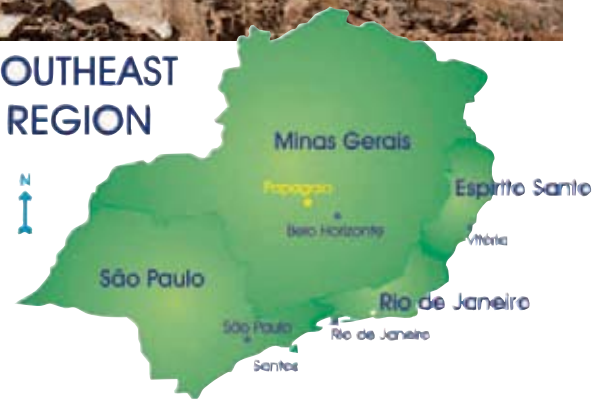 OUTHEAST
REGION
N
Minas Gerais
Papagaio
Espirito Santo
Belo Horizonte
Vitória
São Paulo
Rio de Janeiro
São Paulo
Rio de Janeiro
Santos